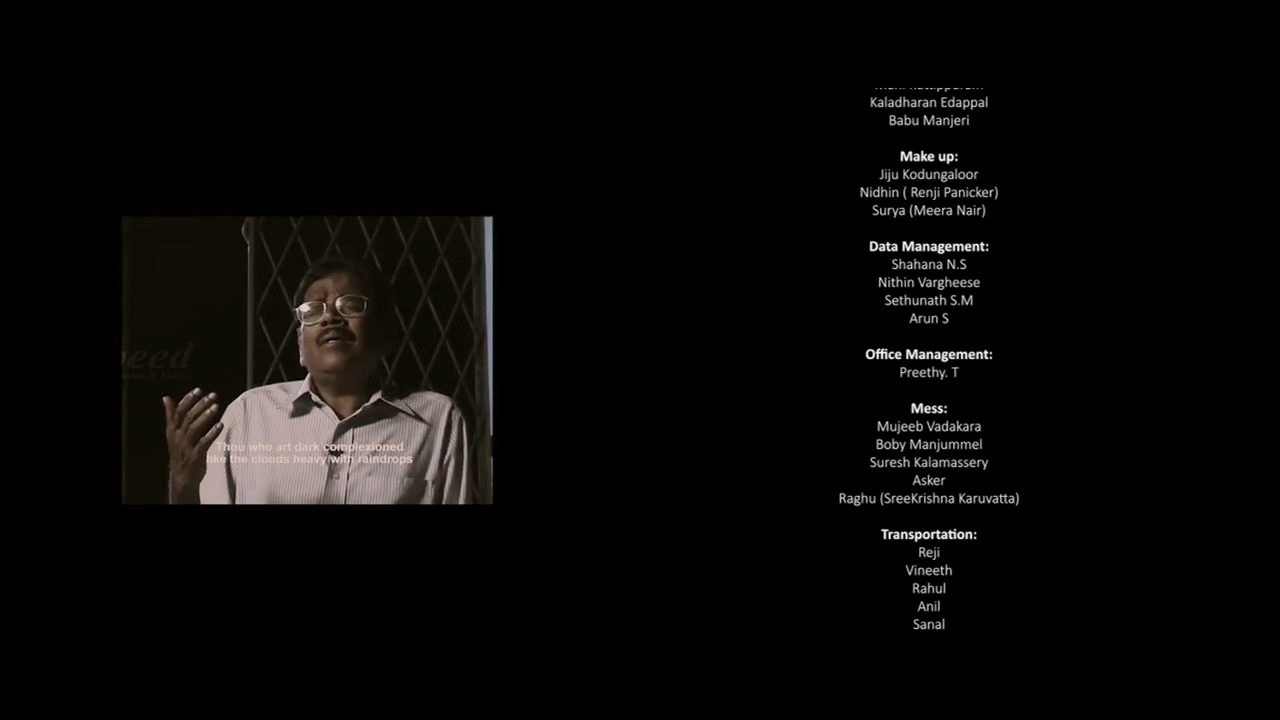 eed
Thou who art dark complexioned
like the clouds heavy with raindrops
Kaladharan Edappal
Babu Manjeri
Make up:
Jiju Kodungaloor
Nidhin ( Renji Panicker)
Surya (Meera Nair)
Data Management:
Shahana N.S
Nithin Vargheese
Sethunath S.M
Arun S
Office Management:
Preethy. T
Mess:
Mujeeb Vadakara
Boby Manjummel
Suresh Kalamassery
Asker
Raghu (SreeKrishna Karuvatta)
Transportation:
Reji
Vineeth
Rahul
Anil
Sanal